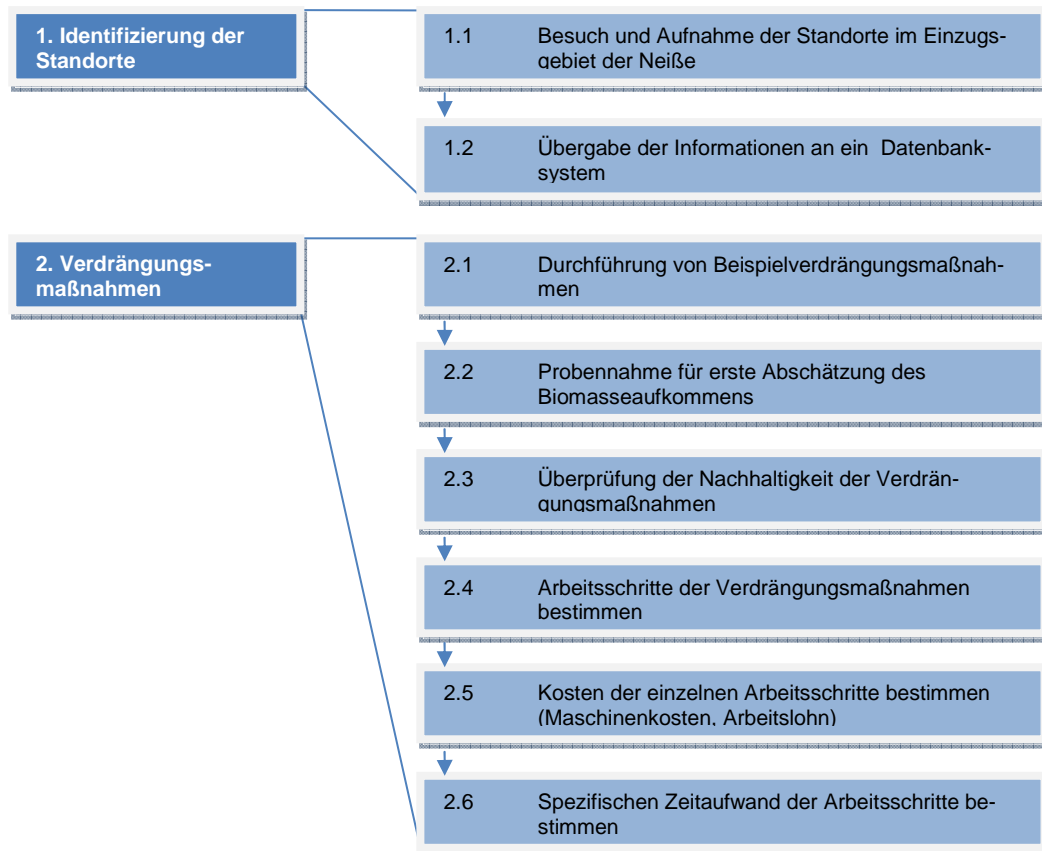 1. Identifizierung der
Standorte
1.1 Besuch und Aufnahme der Standorte im Einzugs-
gebiet der Neiße
1.2 Übergabe der Informationen an ein Datenbank-
system
2. Verdrängungs-
maßnahmen
2.1 Durchführung von Beispielverdrängungsmaßnah-
men
2.2 Probennahme für erste Abschätzung des
Biomasseaufkommens
2.3 Überprüfung der Nachhaltigkeit der Verdrän-
gungsmaßnahmen
2.4 Arbeitsschritte der Verdrängungsmaßnahmen
bestimmen
2.5 Kosten der einzelnen Arbeitsschritte bestimmen
(Maschinenkosten, Arbeitslohn)
2.6 Spezifischen Zeitaufwand der Arbeitsschritte be-
stimmen